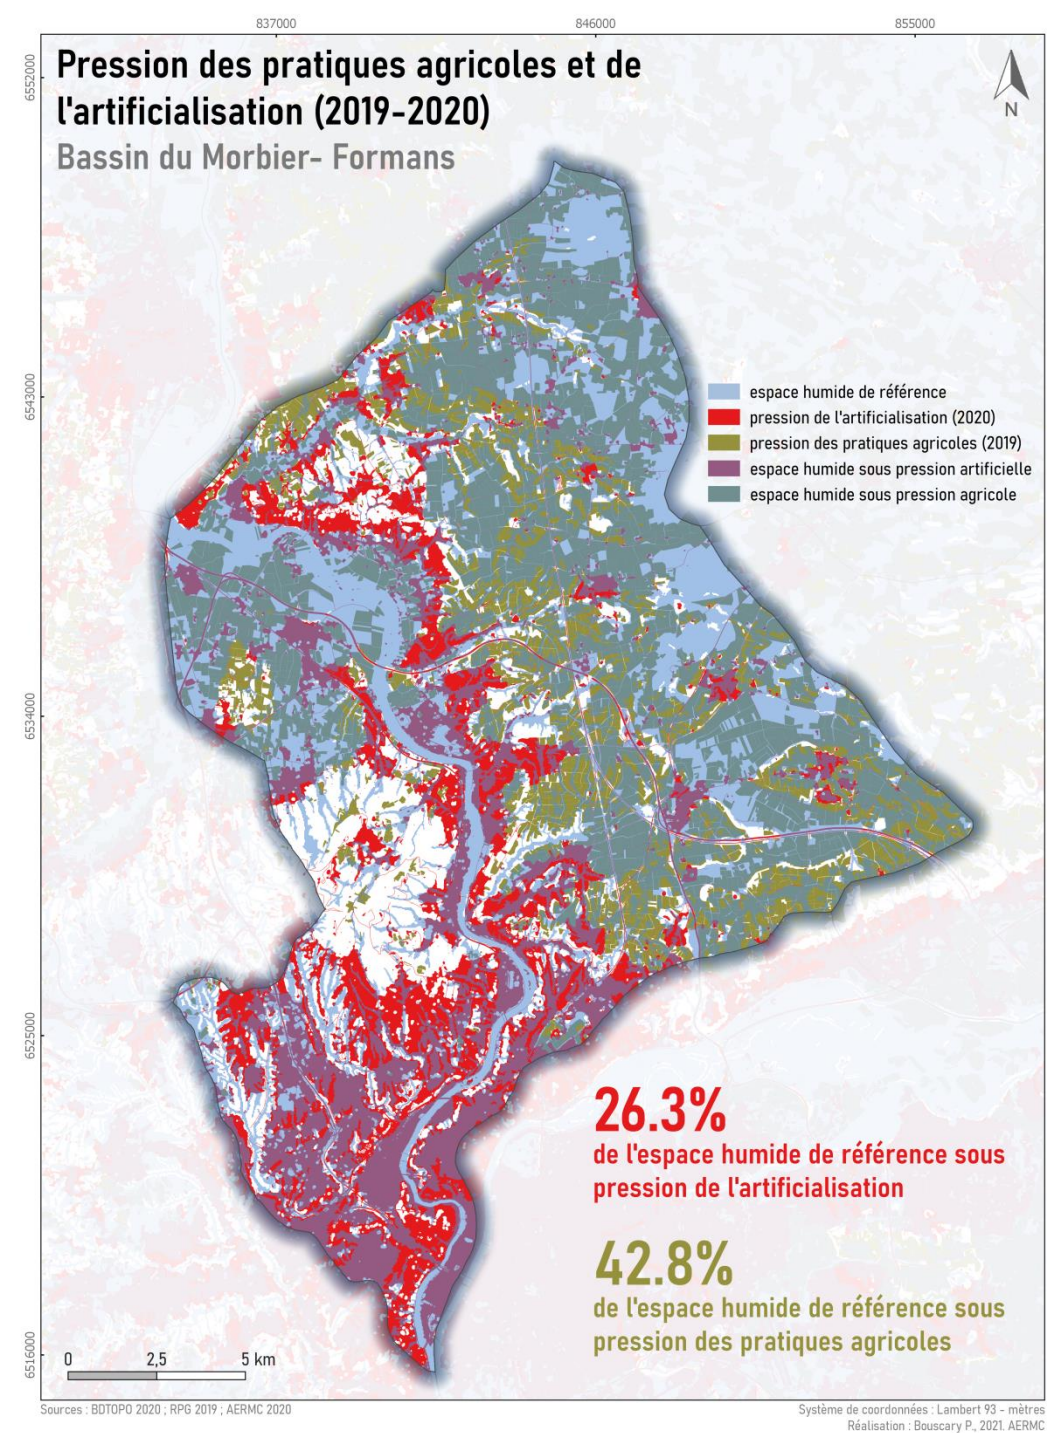 837000
846000
855000
6552000
6543000
6534000
6525000
6516000
Pression des pratiques agricoles et de
l'artificialisation (2019-2020)
Bassin du Morbier- Formans
N
espace humide de référence
pression de l'artificialisation (2020)
pression des pratiques agricoles (2019)
espace humide sous pression artificielle
espace humide sous pression agricole
26.3%
de l'espace humide de référence sous
pression de l'artificialisation
42.8%
de l'espace humide de référence sous
pression des pratiques agricoles
0 2,5 5 km
Sources : BDTOPO 2020 ; RPG 2019 ; AERMC 2020
Système de coordonnées : Lambert 93 - mètres
Réalisation : Bouscary P., 2021. AERMC